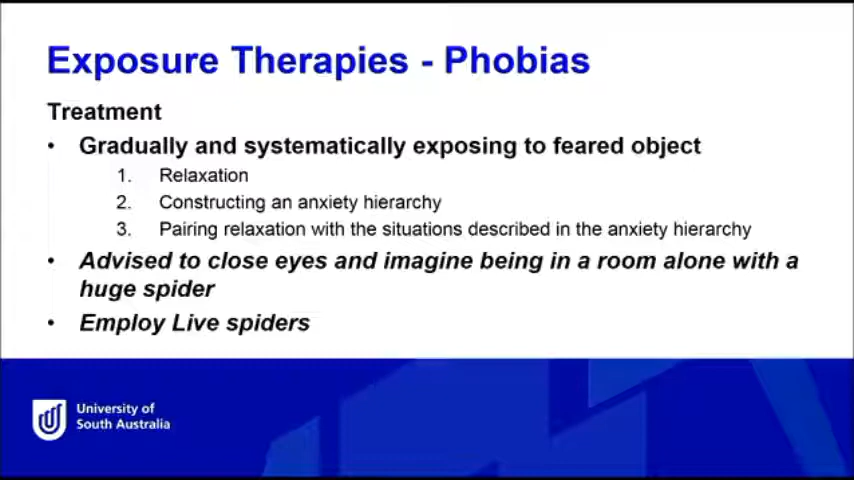 Exposure Therapies - Phobias
Treatment
• Gradually and systematically exposing to feared object
1. Relaxation
2. Constructing an anxiety hierarchy
3. Pairing relaxation with the situations described in the anxiety hierarchy
• Advised to close eyes and imagine being in a room alone with a
huge spider
• Employ Live spiders
University of
South Australia